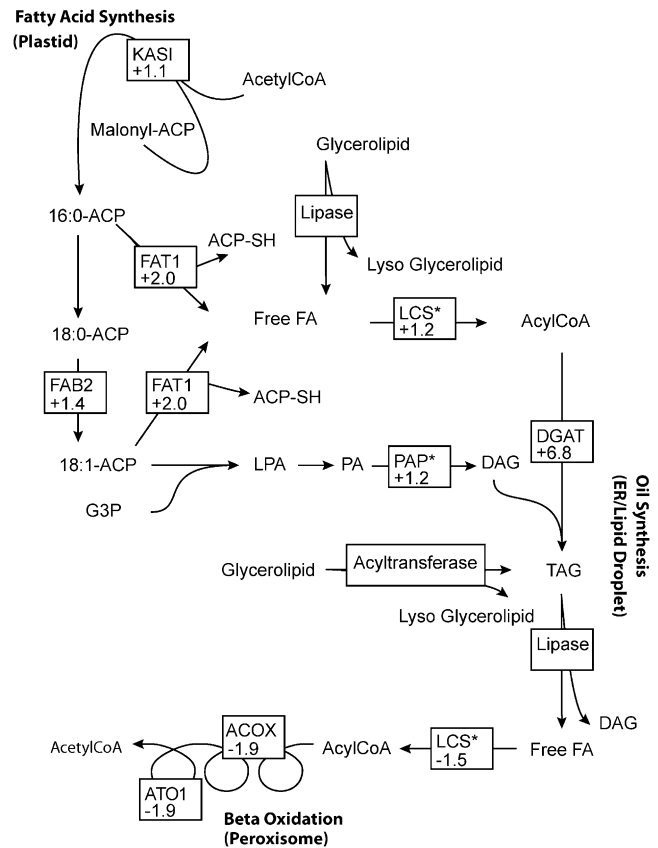 Fatty Acid Synthesis
(Plastid)
KASI
+1.1
AcetylCoA
Malonyl-ACP
Glycerolipid
Lipase
16:0-ACP
ACP-SH
FAT1
+2.0
Lyso Glycerolipid
Free FA
LCS*
+1.2
AcylCoA
18:0-ACP
FAB2
+1.4
FAT1
+2.0
ACP-SH
DGAT
+6.8
18:1-ACP
LPA
PA
PAP*
+1.2
DAG
G3P
Oil Synthesis
(ER/Lipid Droplet)
Glycerolipid
Acyltransferase
TAG
Lyso Glycerolipid
Lipase
DAG
Free FA
LCS*
-1.5
AcylCoA
ACOX
-1.9
AcetylCoA
ATO1
-1.9
Beta Oxidation
(Peroxisome)